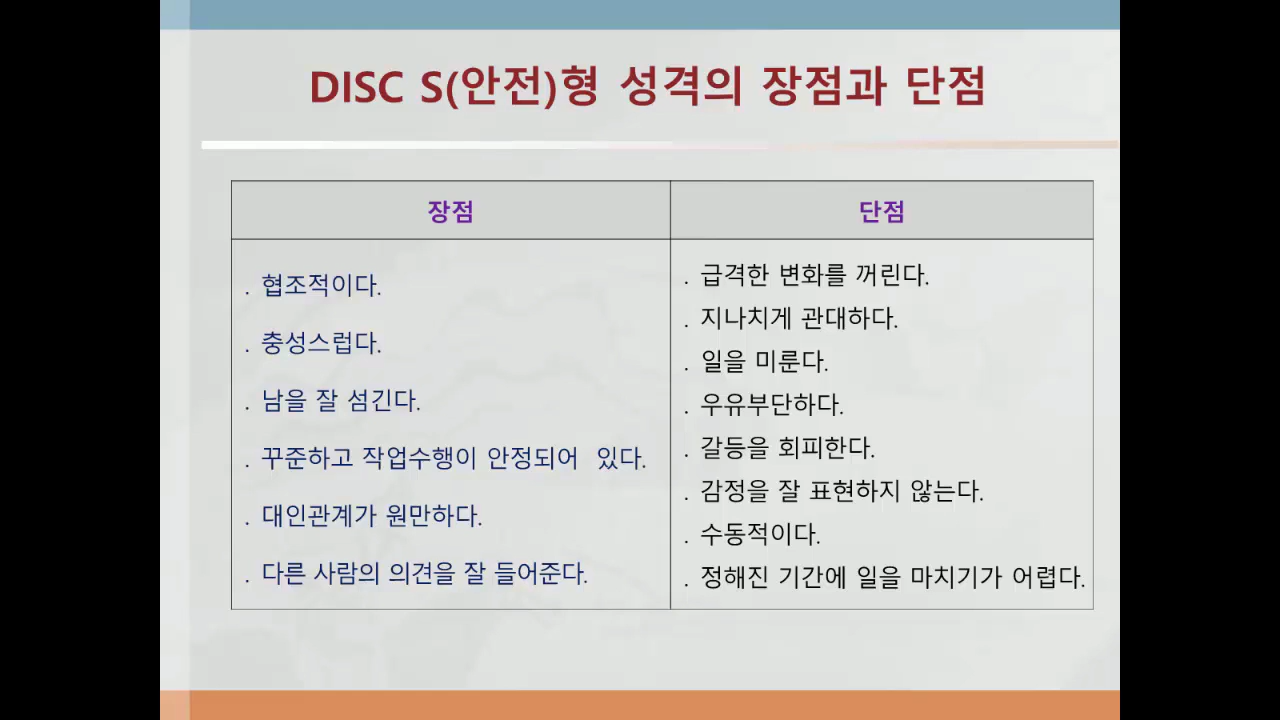 DISC S(안전)형 성격의 장점과 단점
장점
. 협조적이다.
. 충성스럽다.
. 남을 잘 섬긴다.
. 꾸준하고 작업수행이 안정되어 있다.
. 대인관계가 원만하다.
. 다른 사람의 의견을 잘 들어준다.
단점
. 급격한 변화를 꺼린다.
. 지나치게 관대하다.
. 일을 미룬다.
. 우유부단하다.
. 갈등을 회피한다.
. 감정을 잘 표현하지 않는다.
. 수동적이다.
. 정해진 기간에 일을 마치기가 어렵다.